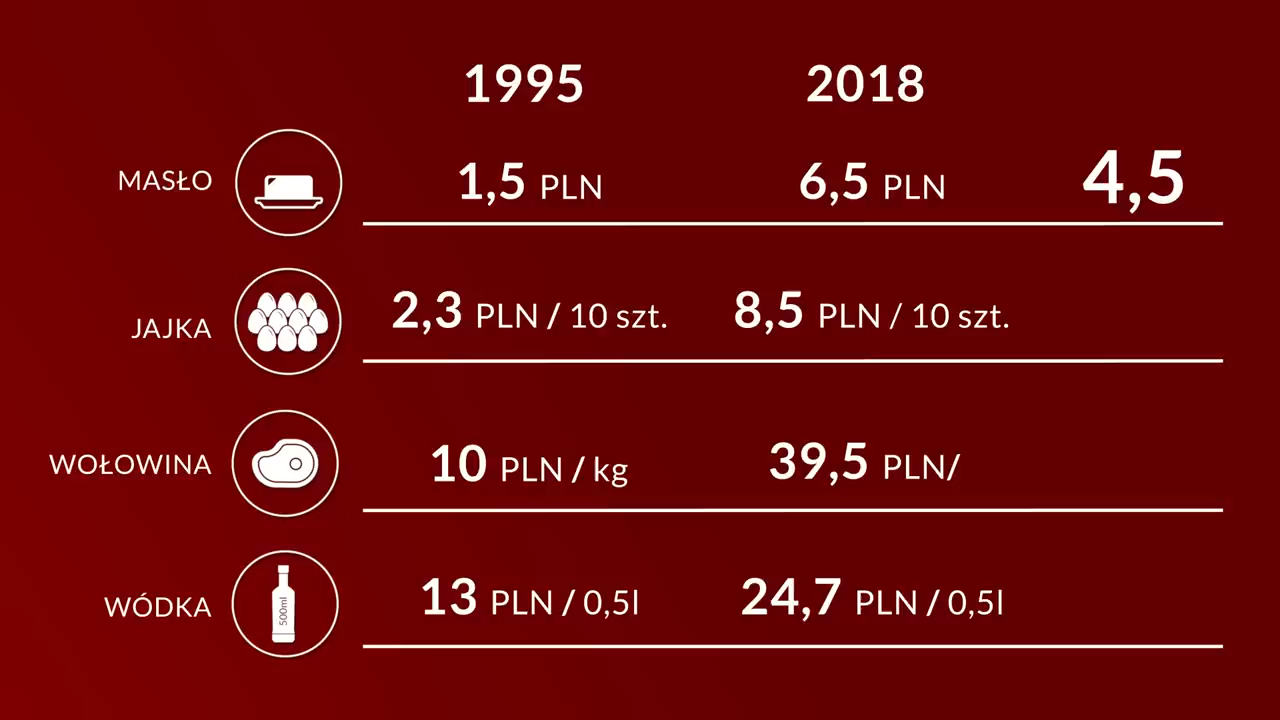 1995 2018
MASŁO 1,5 PLN 6,5 PLN 4,5
JAJKA 2,3 PLN / 10 szt. 8,5 PLN / 10 szt.
WOŁOWINA 10 PLN / kg 39,5 PLN/
WÓDKA 500ml 13 PLN / 0,5l 24,7 PLN / 0,5l